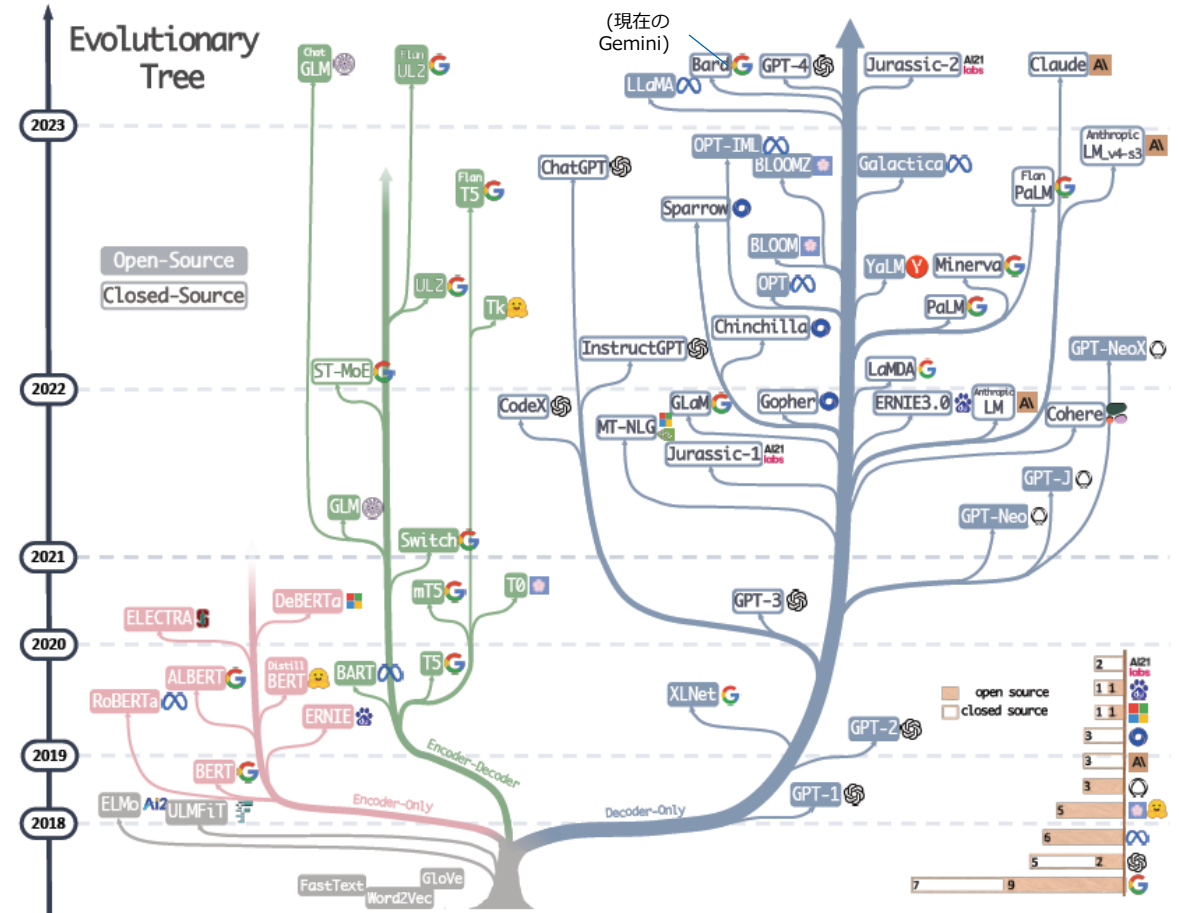 Evolutionary
Tree
(現在の
Gemini)
Chat
GLM
Flan
UL2
Bard
GPT-4
Jurassic-2
AI21
labs
Claude
A\
LLaMA
2023
OPT-IML
BLOOMZ
ChatGPT
Galactica
Anthropic
LM_v4-s3
A\
Flan
T5
Flan
PaLM
Sparrow
Open-Source
Closed-Source
BLOOM
YaLM
Minerva
UL2
OPT
Tk
PaLM
Chinchilla
InstructGPT
GPT-NeoX
ST-MoE
LaMDA
2022
CodeX
GLaM
Gopher
ERNIE3.0
Anthropic
LM
A\
Cohere
MT-NLG
Jurassic-1
AI21
labs
GPT-J
GLM
GPT-Neo
Switch
2021
mT5
T0
DeBERTa
GPT-3
ELECTRA
2020
T5
BART
ALBERT
Distill
BERT
RoBERTa
XLNet
ERNIE
GPT-2
2019
Encoder-Decoder
BERT
Encoder-Only
Decoder-Only
GPT-1
ELMo
AI2
ULMFiT
2018
FastText
Word2Vec
GloVe
open source
closed source
2
AI21
labs
1 1
1 1
3
3
A\
3
5
6
5 2
7 9